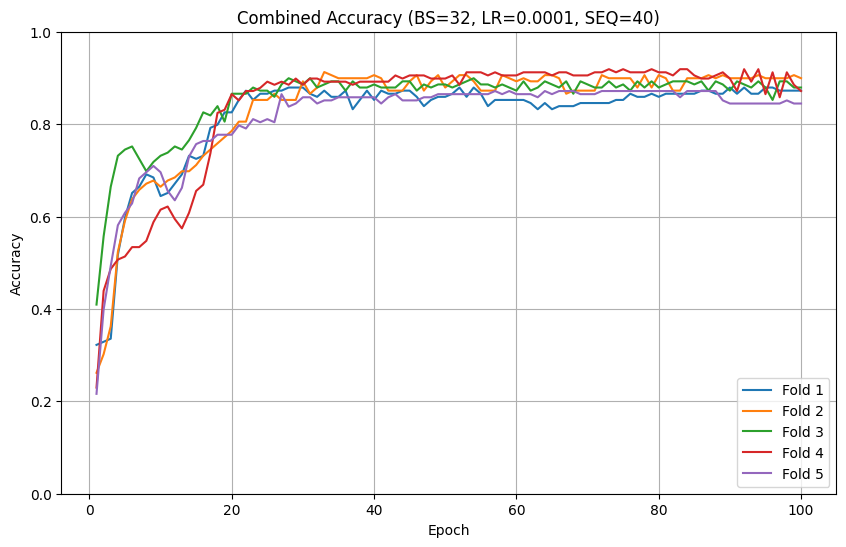 Combined Accuracy (BS=32, LR=0.0001, SEQ=40)
1.0
0.8
0.6
0.4
0.2
0.0
Accuracy
0 20 40 60 80 100
Epoch
Fold 1
Fold 2
Fold 3
Fold 4
Fold 5